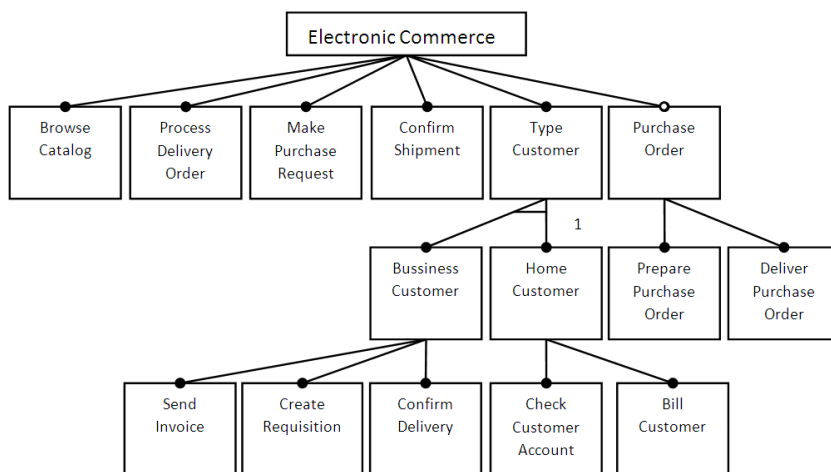 Electronic Commerce
Browse
Catalog
Process
Delivery
Order
Make
Purchase
Request
Confirm
Shipment
Type
Customer
Purchase
Order
1
Bussiness
Customer
Home
Customer
Prepare
Purchase
Order
Deliver
Purchase
Order
Send
Invoice
Create
Requisition
Confirm
Delivery
Check
Customer
Account
Bill
Customer